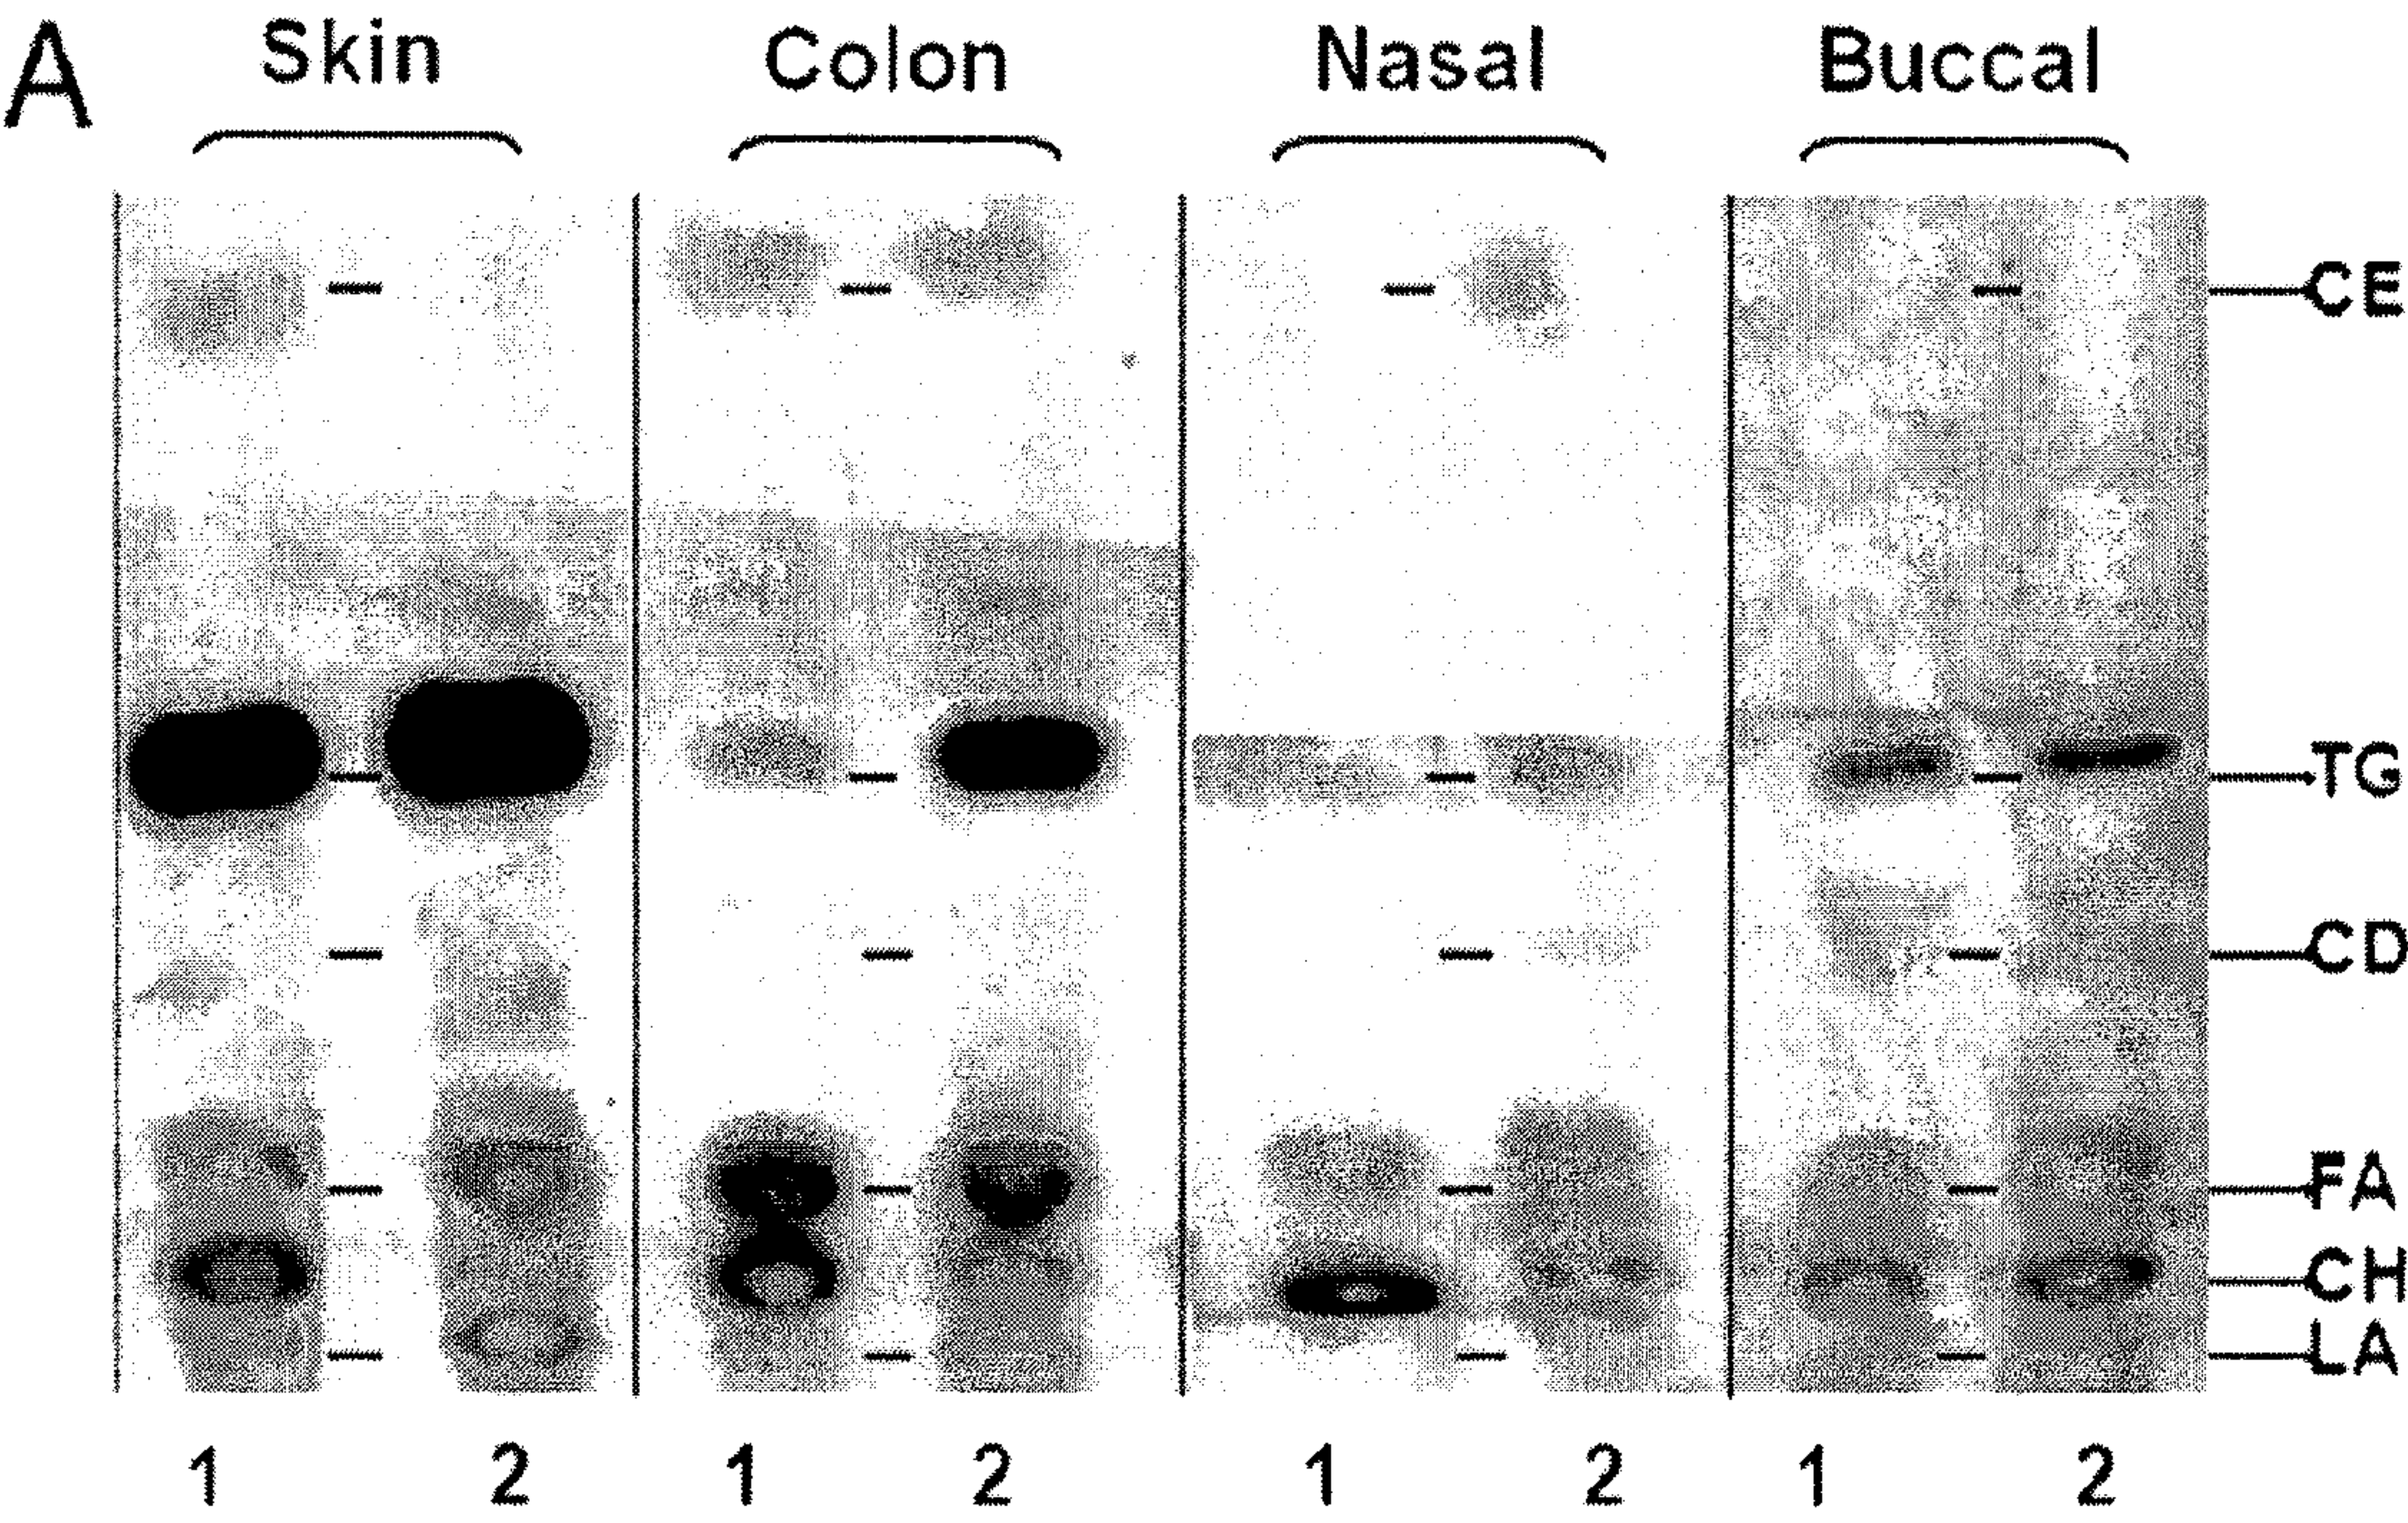 A
Skin Colon Nasal Buccal
CE
TG
CD
FA
CH
LA
1 2 1 2 1 2 1 2